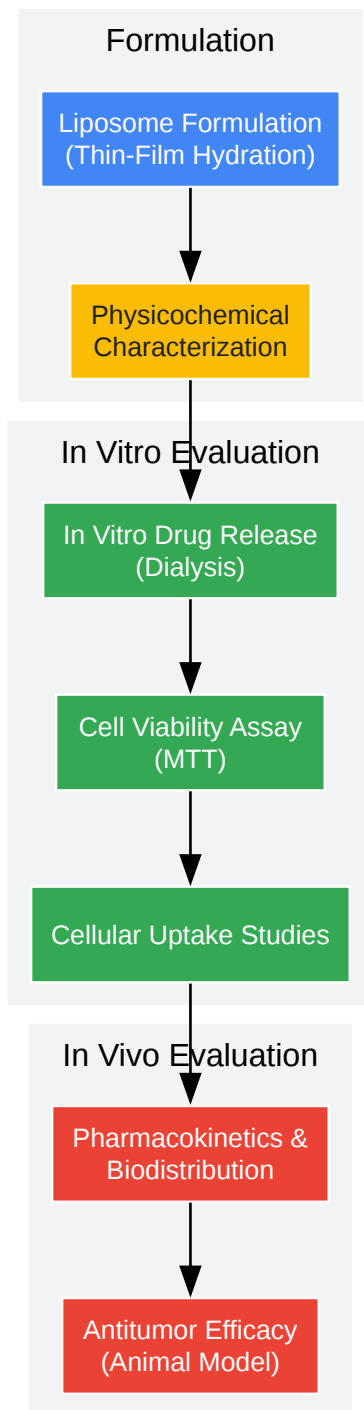 Formulation
Liposome Formulation
(Thin-Film Hydration)
Physicochemical
Characterization
In Vitro Evaluation
In Vitro Drug Release
(Dialysis)
Cell Viability Assay
(MTT)
Cellular Uptake Studies
In Vivo Evaluation
Pharmacokinetics &
Biodistribution
Antitumor Efficacy
(Animal Model)